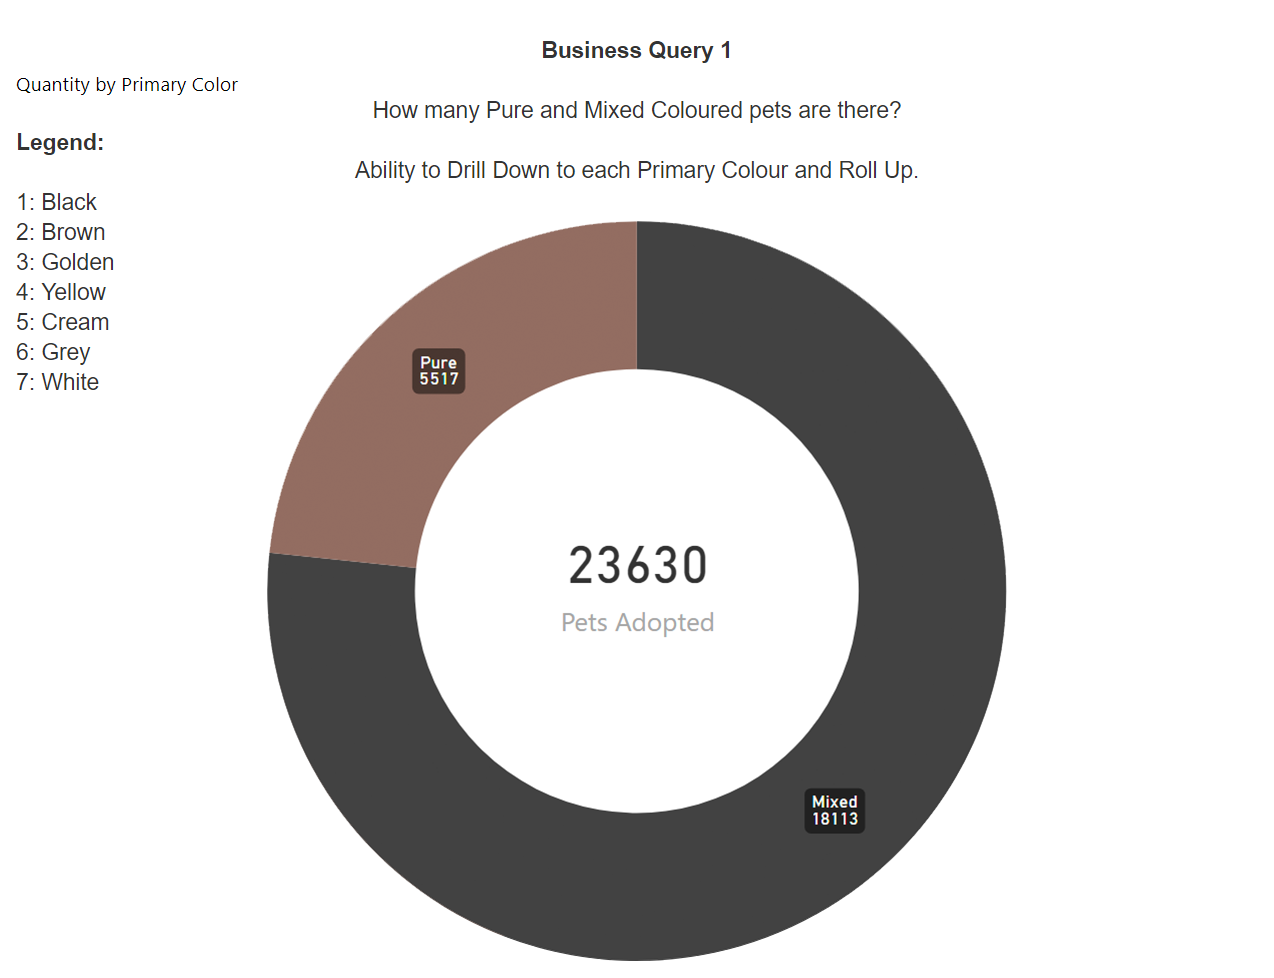 Business Query 1
Quantity by Primary Color
How many Pure and Mixed Coloured pets are there?
Legend:
Ability to Drill Down to each Primary Colour and Roll Up.
1: Black
2: Brown
3: Golden
4: Yellow
5: Cream
6: Grey
7: White
Pure
5517
23630
Pets Adopted
Mixed
18113